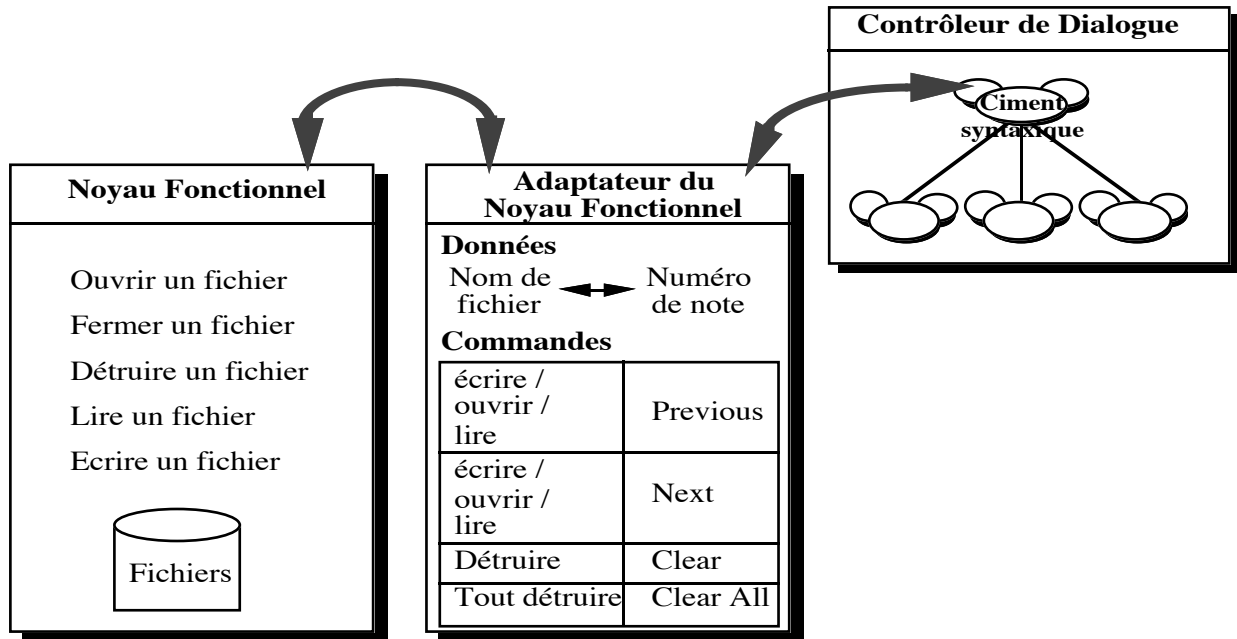 Noyau Fonctionnel
Ouvrir un fichier
Fermer un fichier
Détruire un fichier
Lire un fichier
Ecrire un fichier
Fichiers
Adaptateur du
Noyau Fonctionnel
Données
Nom de
fichier
Numéro
de note
Commandes
écrire /
ouvrir /
lire
Previous
écrire /
ouvrir /
lire
Next
Détruire
Clear
Tout détruire
Clear All
Contrôleur de Dialogue
Ciment
syntaxique